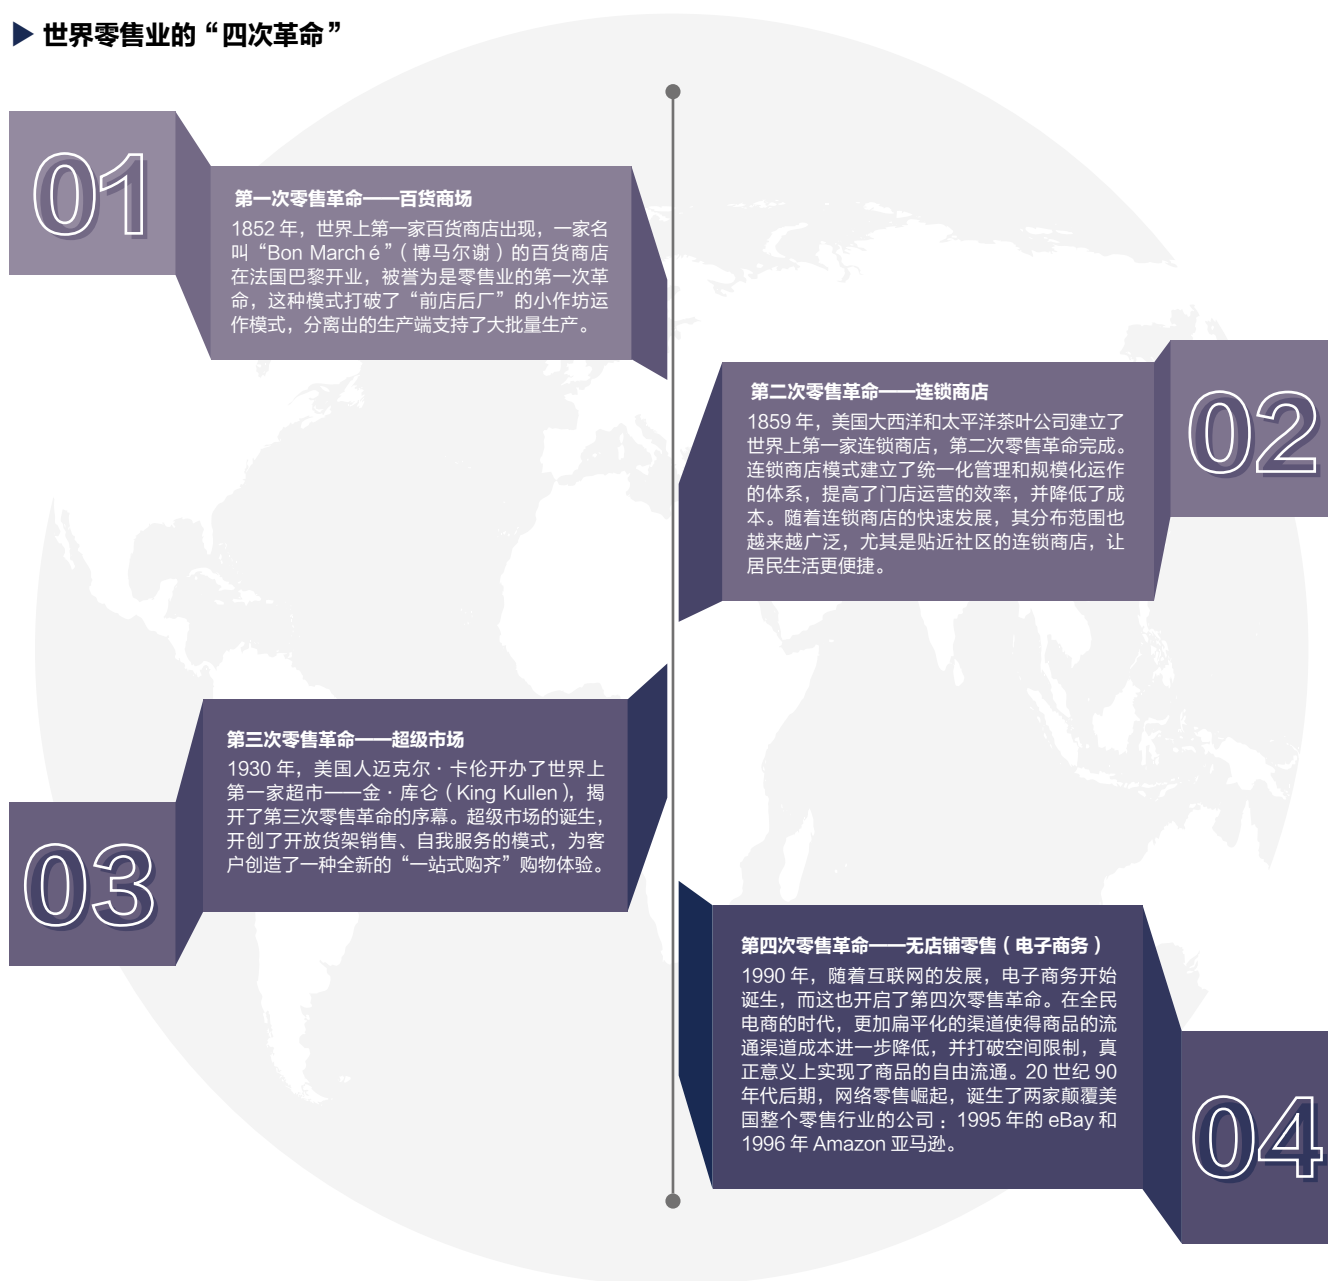 ▶ 世界零售业的“四次革命”
01
第一次零售革命——百货商场
1852 年，世界上第一家百货商店出现，一家名
叫“Bon Marché”（博马尔谢）的百货商店
在法国巴黎开业，被誉为是零售业的第一次革
命，这种模式打破了“前店后厂”的小作坊运
作模式，分离出的生产端支持了大批量生产。
02
第二次零售革命——连锁商店
1859 年，美国大西洋和太平洋茶叶公司建立了
世界上第一家连锁商店，第二次零售革命完成。
连锁商店模式建立了统一化管理和规模化运作
的体系，提高了门店运营的效率，并降低了成
本。随着连锁商店的快速发展，其分布范围也
越来越广泛，尤其是贴近社区的连锁商店，让
居民生活更便捷。
03
第三次零售革命——超级市场
1930 年，美国人迈克尔·卡伦开办了世界上
第一家超市——金·库仑（King Kullen），揭
开了第三次零售革命的序幕。超级市场的诞生，
开创了开放货架销售、自我服务的模式，为客
户创造了一种全新的“一站式购齐”购物体验。
04
第四次零售革命——无店铺零售（电子商务）
1990 年，随着互联网的发展，电子商务开始
诞生，而这也开启了第四次零售革命。在全民
电商的时代，更加扁平化的渠道使得商品的流
通渠道成本进一步降低，并打破空间限制，真
正意义上实现了商品的自由流通。20 世纪 90
年代后期，网络零售崛起，诞生了两家颠覆美
国整个零售行业的公司：1995 年的 eBay 和
1996 年 Amazon 亚马逊。